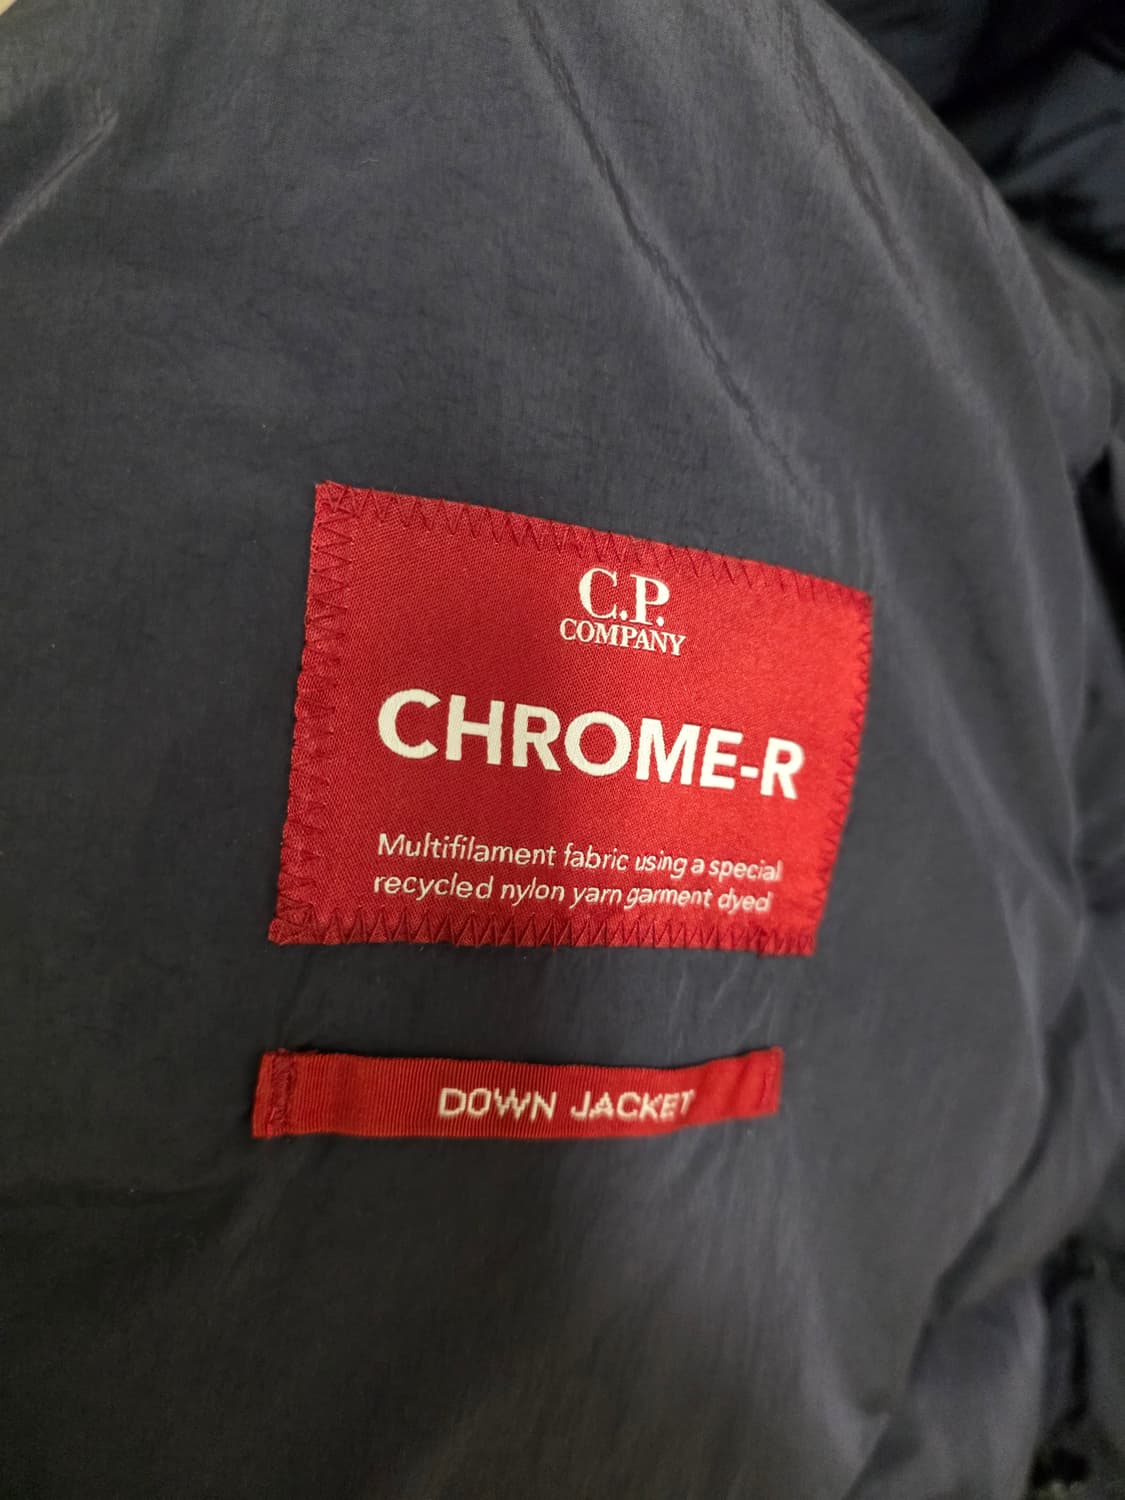 C.P.
COMPANY
CHROME-R
Multifilament fabric using a special
recycled nylon yarn garment dyed
DOWN JACKET